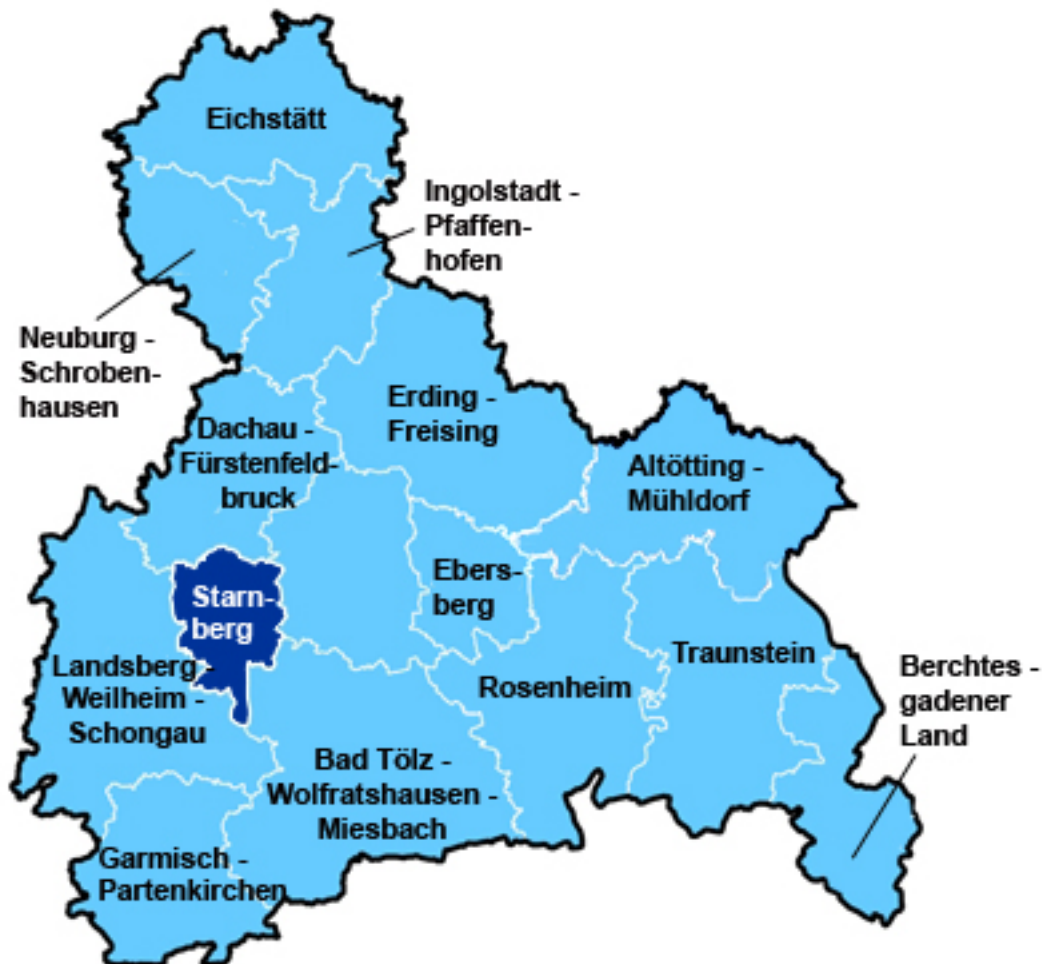 Eichstätt
Ingolstadt -
Pfaffen-
hofen
Neuburg -
Schroben-
hausen
Erding -
Freising
Dachau -
Fürstenfeld-
bruck
Altötting -
Mühldorf
Ebers-
berg
Starn-
berg
Landsberg -
Weilheim -
Schongau
Rosenheim
Traunstein
Berchtes -
gadener
Land
Bad Tölz -
Wolfratshausen -
Miesbach
Garmisch -
Partenkirchen